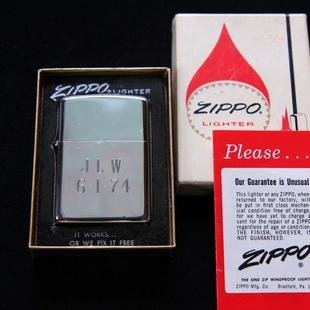 ZIPPO LIGHTER
J I W
6 1 74
IT WORKS...
OR WE FIX IT FREE
ZIPPO
LIGHTER
Please...
Our Guarantee is Unusual
This lighter or any ZIPPO, when
returned to our factory, will
be put in first class mechan-
ical condition free of charge,
for we have yet to charge a
cent for the repair of a ZIPPO
regardless of age or condition.
THE FINISH, HOWEVER, IS
NOT GUARANTEED.
ZIPPO®
THE ONE ZIP WINDPROOF LIGHT
ZIPPO Mfg. Co. Bradford, Pa.